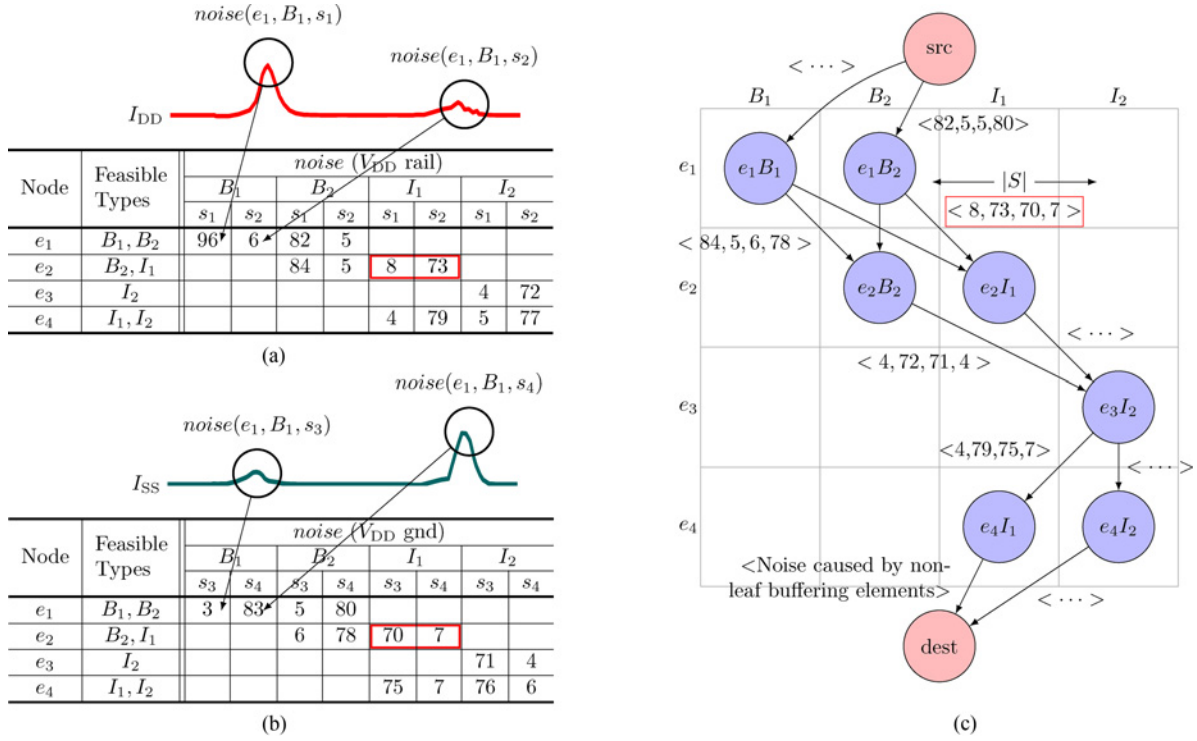 noise(e₁, B₁, s₁)
noise(e₁, B₁, s₂)
I_DD
Node Feasible Types noise (V_DD rail)
B₁ B₂ I₁ I₂
s₁ s₂ s₁ s₂ s₁ s₂ s₁ s₂
e₁ B₁, B₂ 96 6 82 5
e₂ B₂, I₁ 84 5 8 73
e₃ I₂ 4 72
e₄ I₁, I₂ 4 79 5 77
(a)
noise(e₁, B₁, s₄)
noise(e₁, B₁, s₃)
I_SS
Node Feasible Types noise (V_DD gnd)
B₁ B₂ I₁ I₂
s₃ s₄ s₃ s₄ s₃ s₄ s₃ s₄
e₁ B₁, B₂ 3 83 5 80
e₂ B₂, I₁ 6 78 70 7
e₃ I₂ 71 4
e₄ I₁, I₂ 75 7 76 6
(b)
src
< ··· >
B₁ B₂ I₁ I₂
<82,5,5,80>
e₁ e₁B₁ e₁B₂
|S|
< 8, 73, 70, 7 >
< 84, 5, 6, 78 >
e₂ e₂B₂ e₂I₁
< ··· >
< 4, 72, 71, 4 >
e₃ e₃I₂
<4,79,75,7>
< ··· >
e₄ e₄I₁ e₄I₂
<Noise caused by non-
leaf buffering elements>
< ··· >
dest
(c)